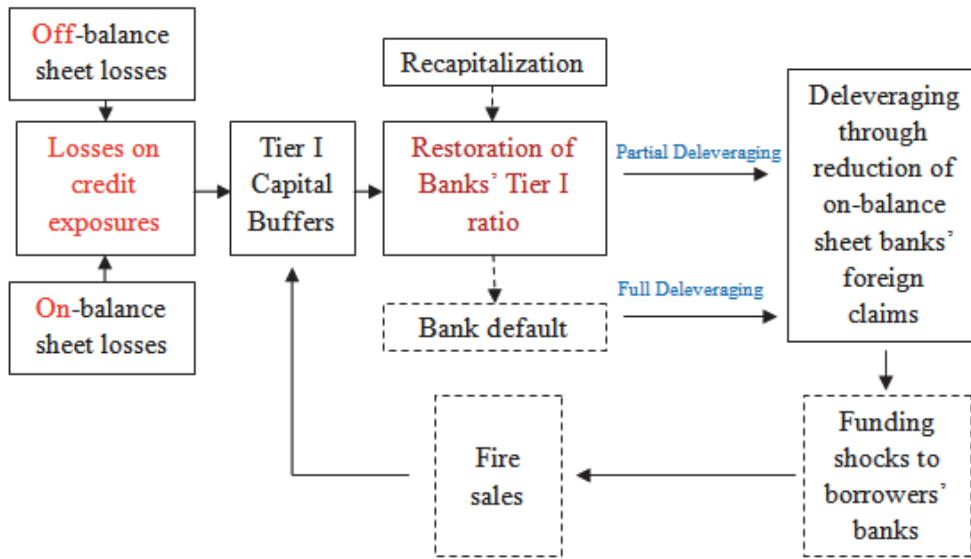 Off-balance
sheet losses
Losses on
credit
exposures
On-balance
sheet losses
Tier I
Capital
Buffers
Recapitalization
Restoration of
Banks’ Tier I
ratio
Bank default
Partial Deleveraging
Full Deleveraging
Deleveraging
through
reduction of
on-balance
sheet banks’
foreign
claims
Funding
shocks to
borrowers’
banks
Fire
sales